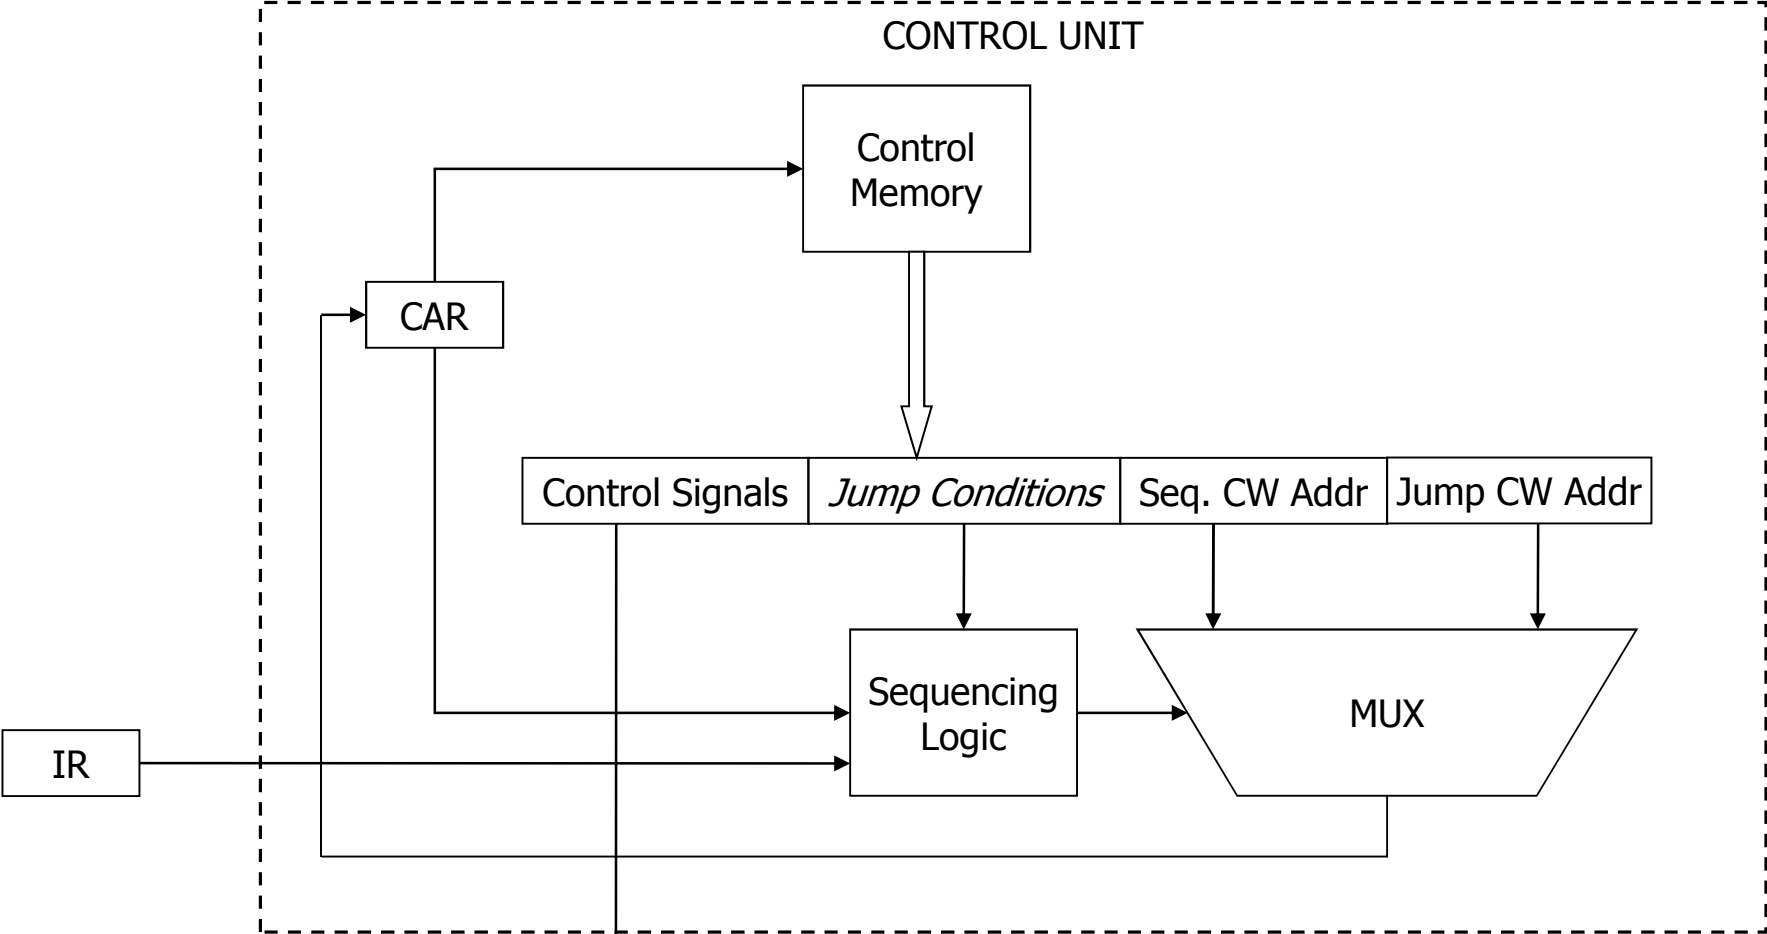 CONTROL UNIT
Control
Memory
CAR
Control Signals
Jump Conditions
Seq. CW Addr
Jump CW Addr
Sequencing
Logic
MUX
IR